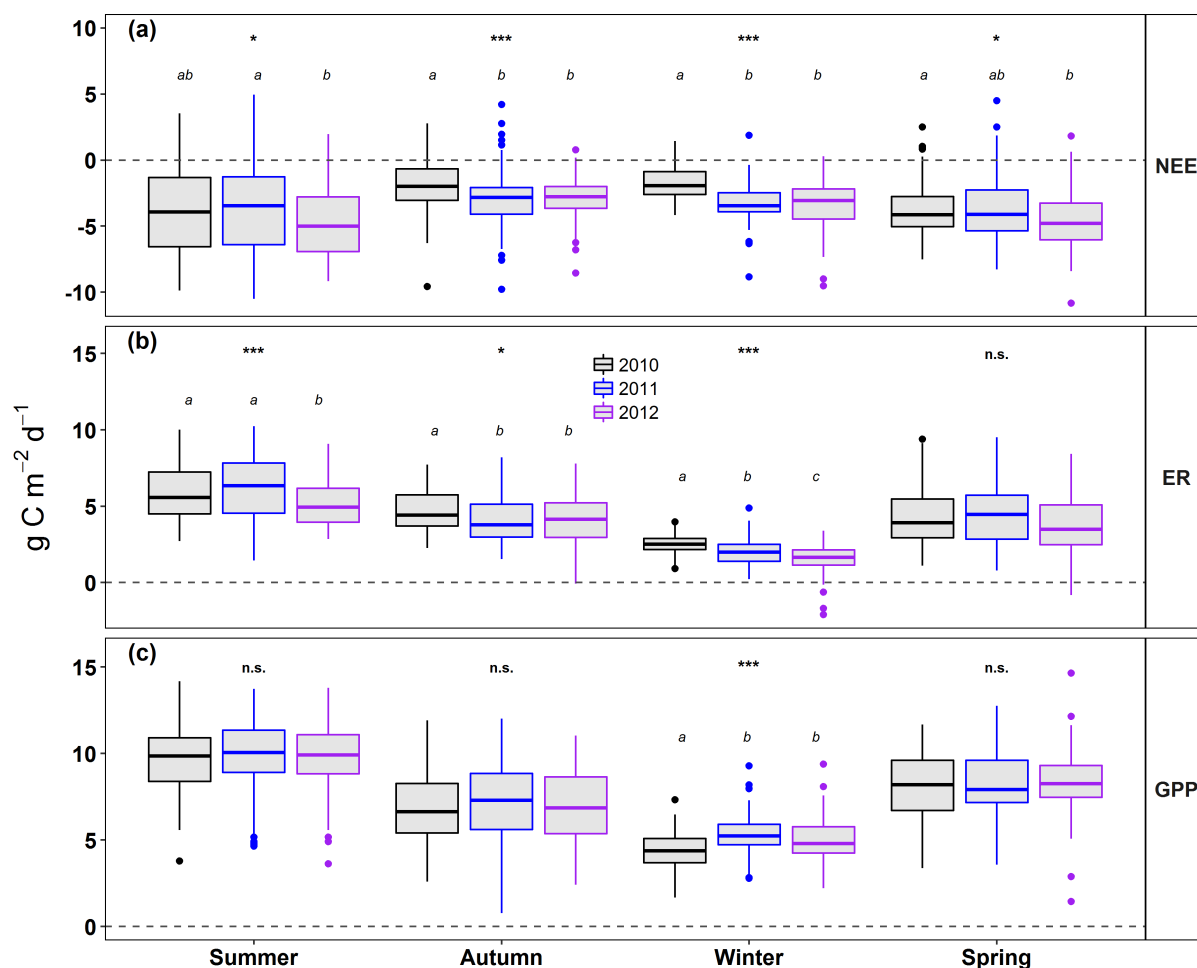 (a)
* *** *** *
ab a b a b b a b b a ab b
10
5
0
-5
-10
NEE
(b)
*** * *** n.s.
2010
2011
2012
a a b a b b a b c
15
10
5
0
ER
g C m⁻² d⁻¹
(c)
n.s. n.s. *** n.s.
a b b
15
10
5
0
GPP
Summer Autumn Winter Spring